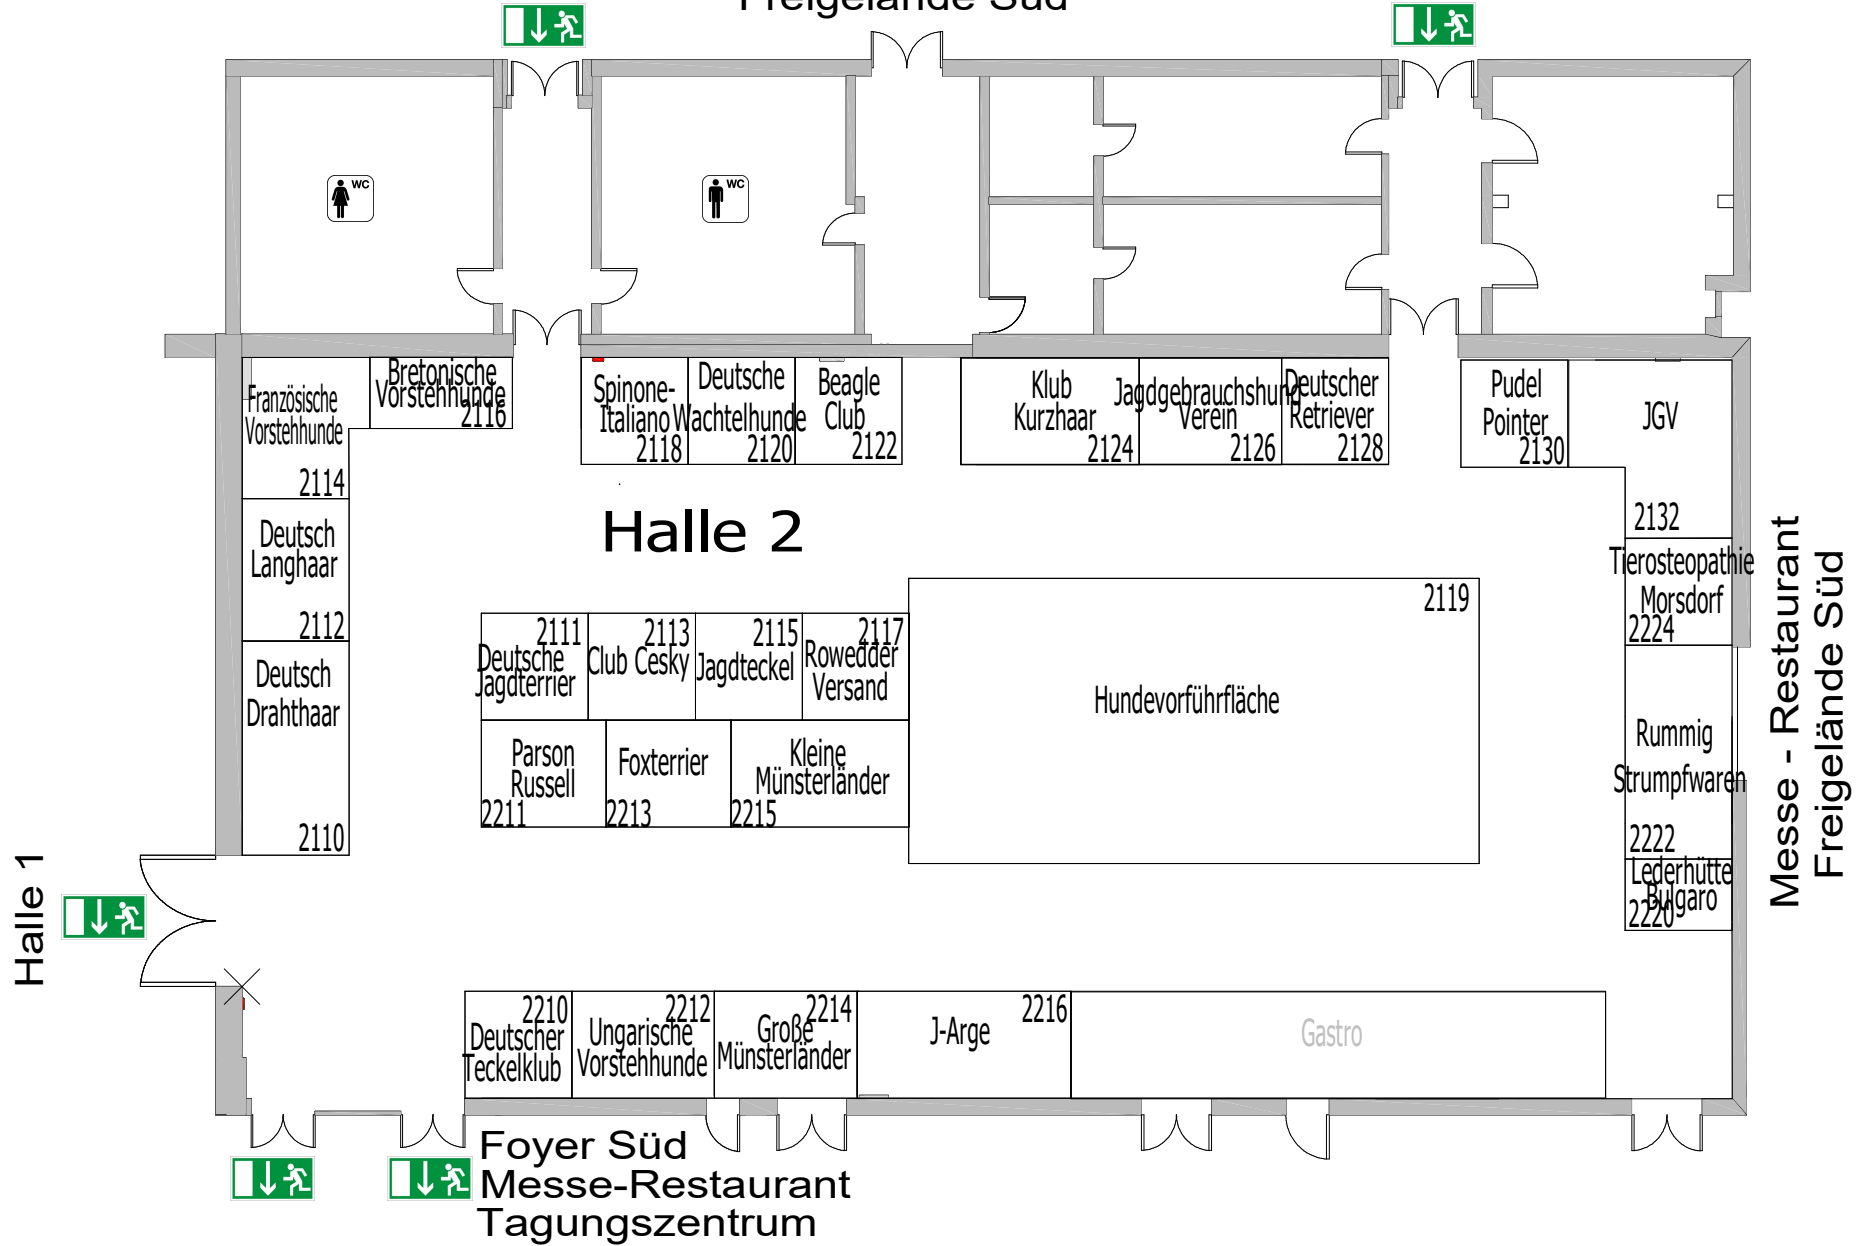 Freigelände Süd
WC
WC
Französische
Vorstehhunde
2114
Bretonische
Vorstehhunde
2116
Spinone-
Italiano
2118
Deutsche
Wachtelhunde
2120
Beagle
Club
2122
Klub
Kurzhaar
2124
Jagdgebrauchshund
Verein
2126
Deutscher
Retriever
2128
Pudel
Pointer
2130
JGV
2132
Halle 2
Deutsch
Langhaar
2112
Deutsch
Drahthaar
2110
2111
Deutsche
Jagdterrier
2113
Club Cesky
2115
Jagdteckel
2117
Rowedder
Versand
2119
Hundevorführfläche
Parson
Russell
2211
Foxterrier
2213
Kleine
Münsterländer
2215
Tierosteopathie
Morsdorf
2224
Rummig
Strumpfwaren
2222
Lederhütte
Bulgaro
2220
Messe - Restaurant
Freigelände Süd
Halle 1
2210
Deutscher
Teckelklub
2212
Ungarische
Vorstehhunde
2214
Große
Münsterländer
J-Arge
2216
Gastro
Foyer Süd
Messe-Restaurant
Tagungszentrum